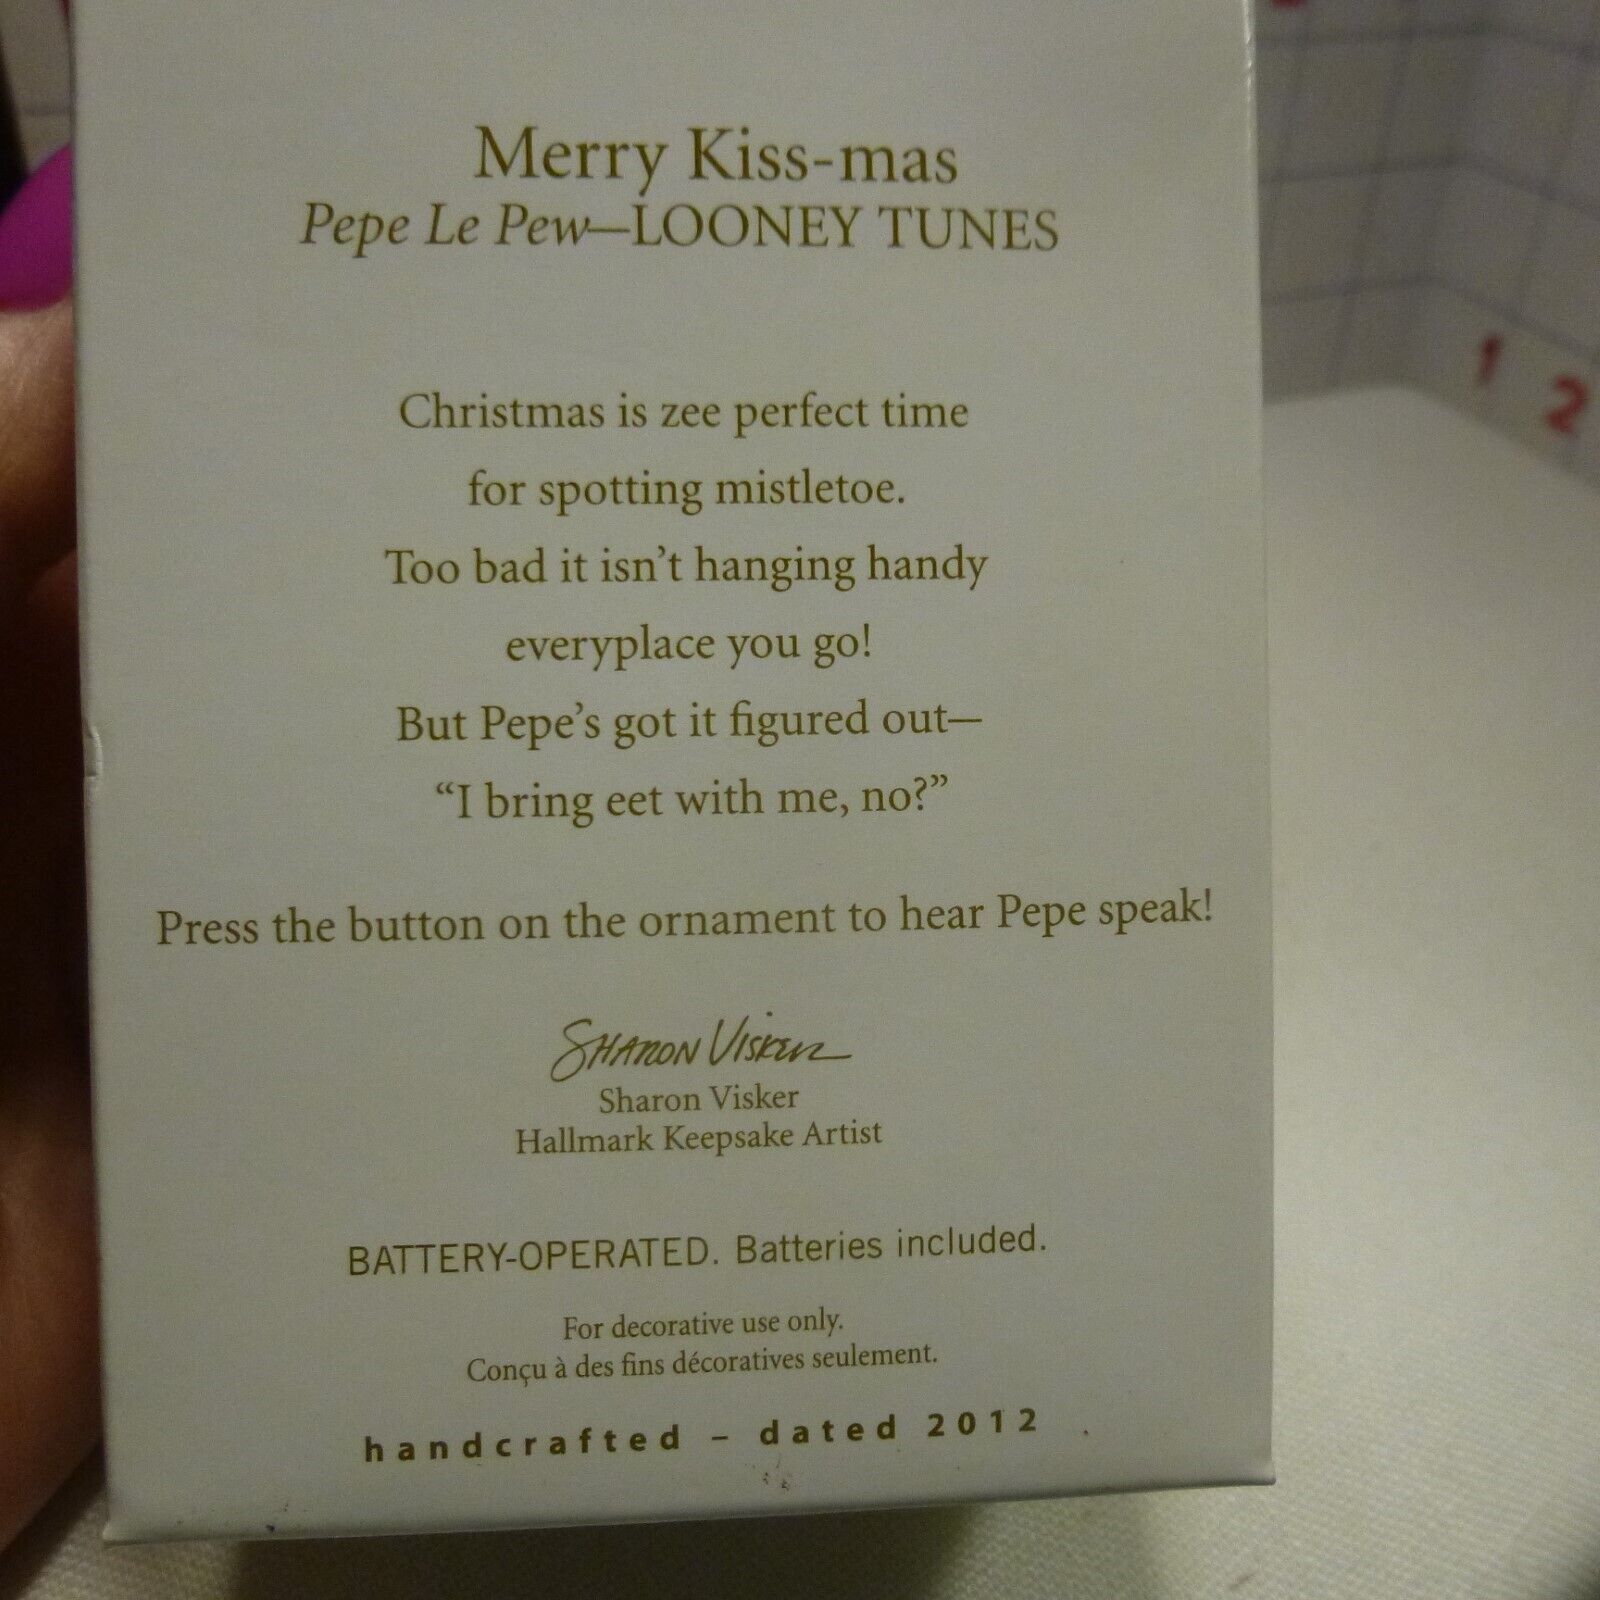 Merry Kiss-mas
Pepe Le Pew—LOONEY TUNES
Christmas is zee perfect time
for spotting mistletoe.
Too bad it isn't hanging handy
everyplace you go!
But Pepe's got it figured out—
“I bring eet with me, no?”
Press the button on the ornament to hear Pepe speak!
SHARON VISKER
Sharon Visker
Hallmark Keepsake Artist
BATTERY-OPERATED. Batteries included.
For decorative use only.
Conçu à des fins décoratives seulement.
handcrafted – dated 2012
1 2